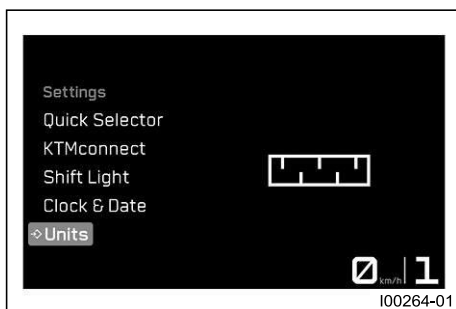 Settings
Quick Selector
KTMconnect
Shift Light
Clock & Date
Units
0 km/h 1
I00264-01